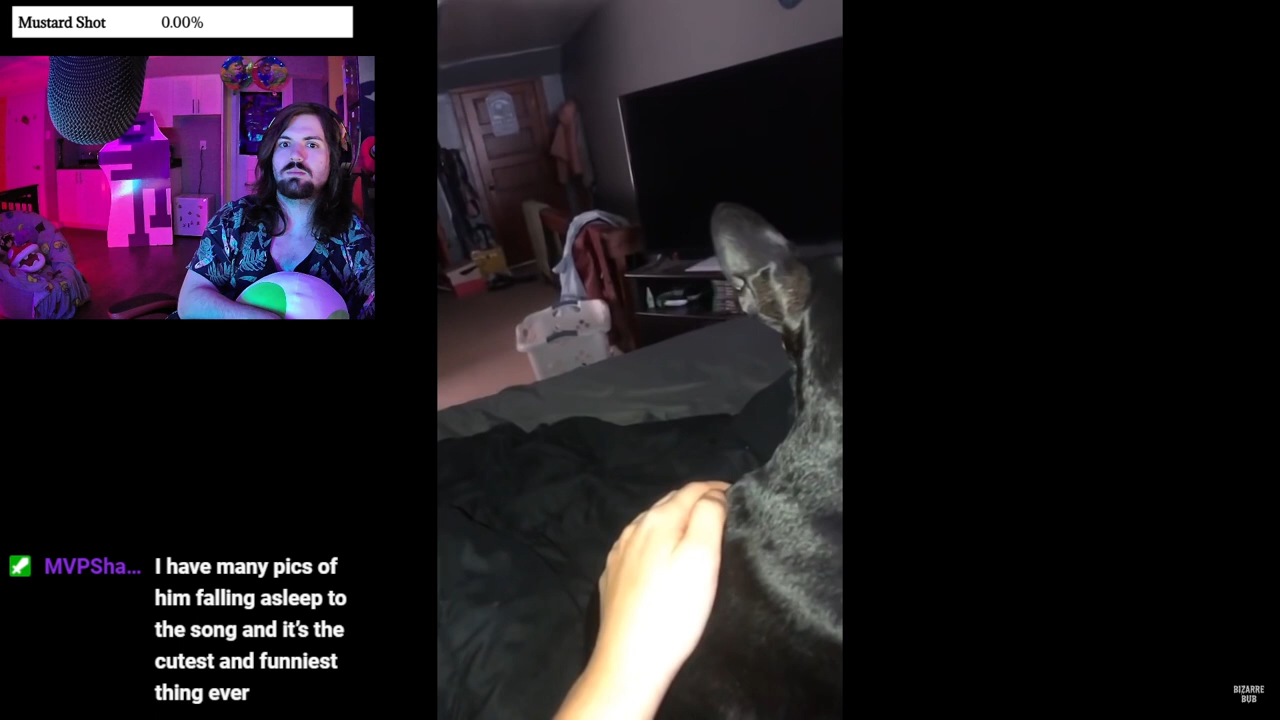 Mustard Shot 0.00%
MVPSha... I have many pics of
him falling asleep to
the song and it's the
cutest and funniest
thing ever
BIZARRE
BUB